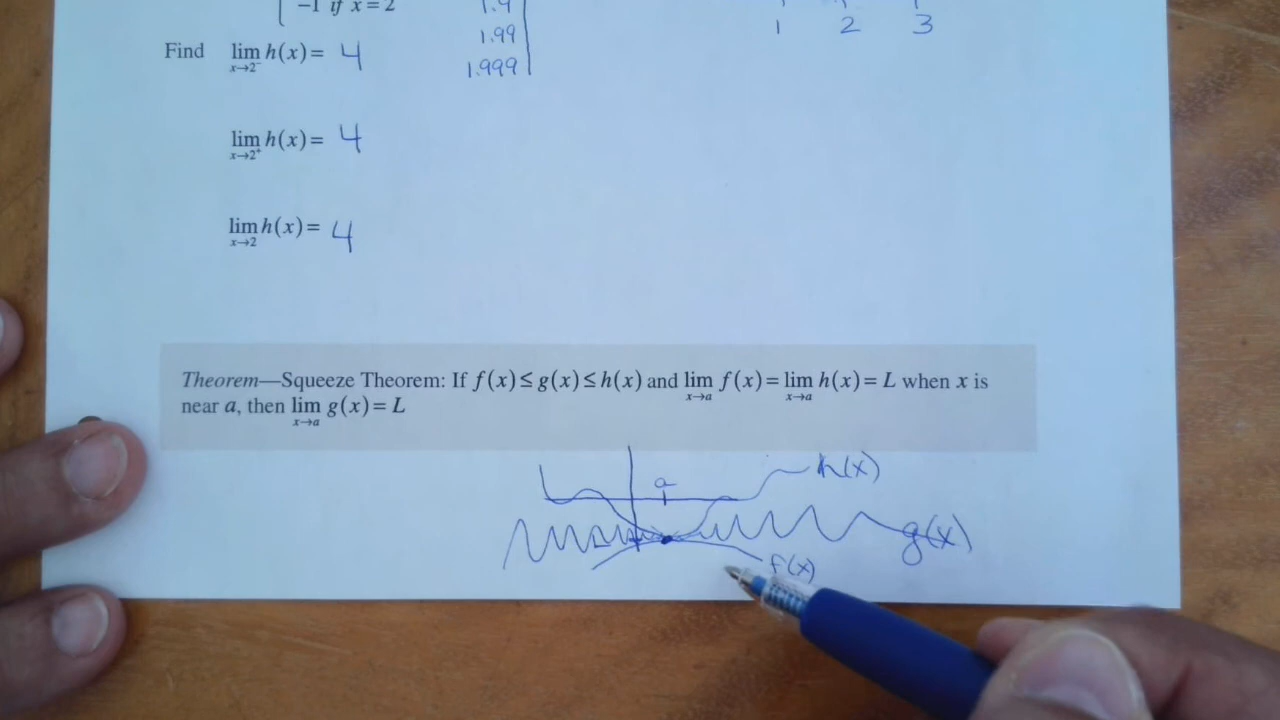 −1 if x = 2
1.9
1 2 3
1.99
Find lim x→2⁻ h(x) = 4
1.999
lim x→2⁺ h(x) = 4
lim x→2 h(x) = 4
Theorem—Squeeze Theorem: If f(x) ≤ g(x) ≤ h(x) and lim x→a f(x) = lim x→a h(x) = L when x is
near a, then lim x→a g(x) = L
h(x)
a
g(x)
f(x)